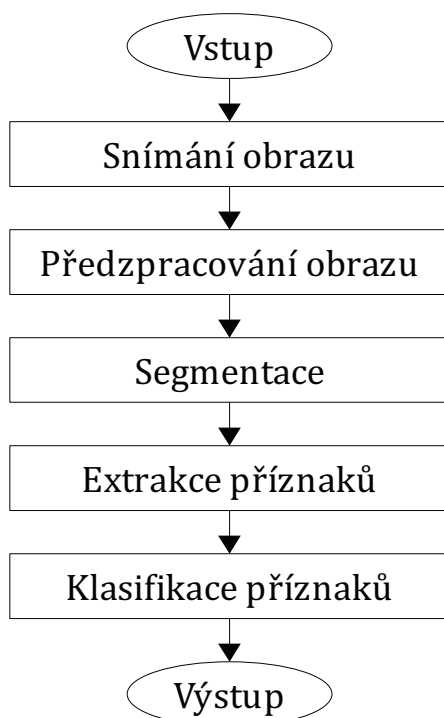 Vstup
Snímání obrazu
Předzpracování obrazu
Segmentace
Extrakce příznaků
Klasifikace příznaků
Výstup